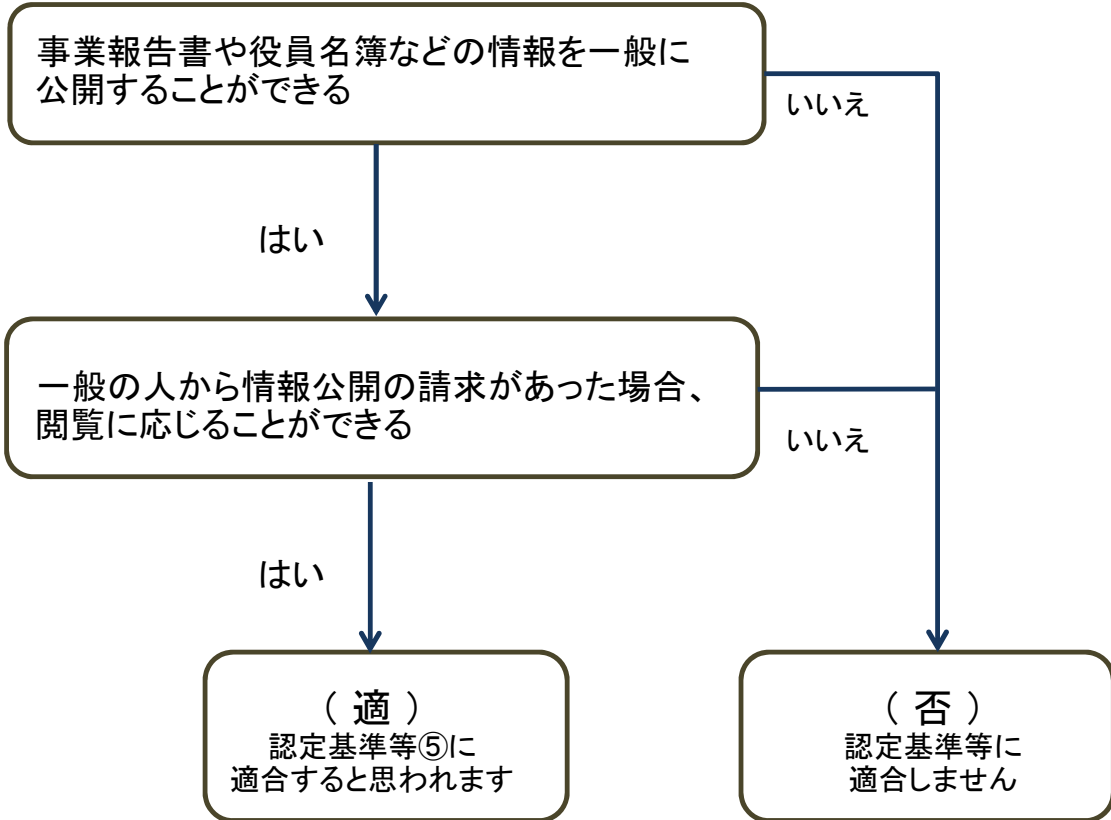 事業報告書や役員名簿などの情報を一般に
公開することができる
いいえ
はい
一般の人から情報公開の請求があった場合、
閲覧に応じることができる
いいえ
はい
（ 適 ）
認定基準等⑤に
適合すると思われます
（ 否 ）
認定基準等に
適合しません